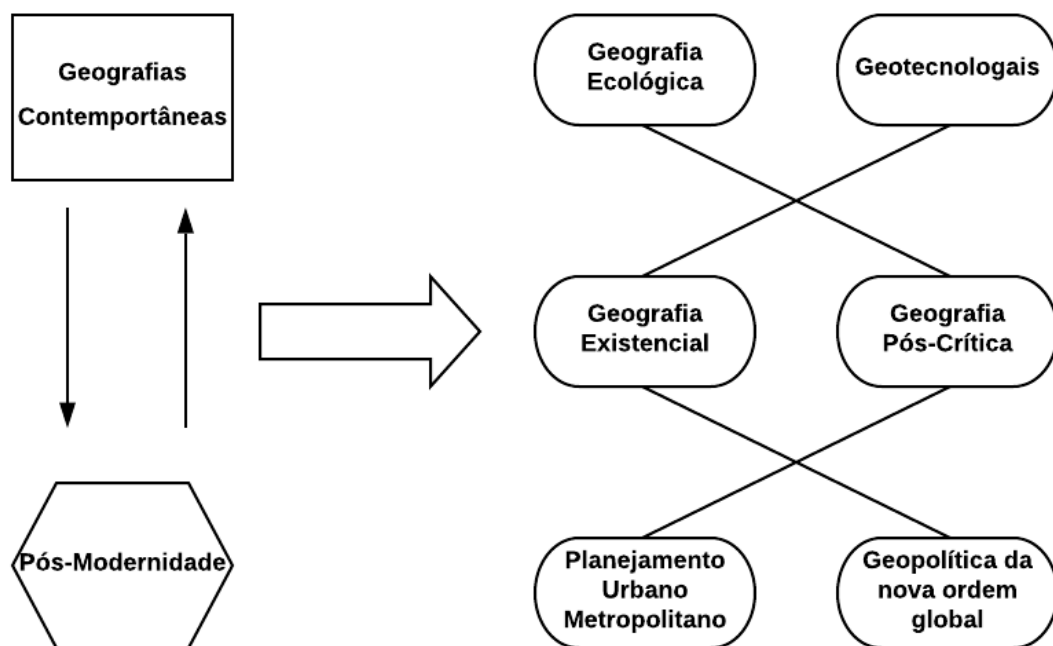 Geografias
Contemportâneas
Geografia
Ecológica
Geotecnologais
Geografia
Existencial
Geografia
Pós-Crítica
Pós-Modernidade
Planejamento
Urbano
Metropolitano
Geopolítica da
nova ordem
global